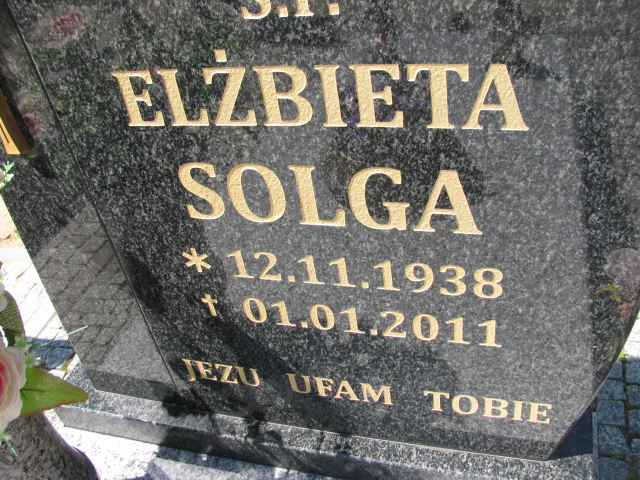 Ś.P.
ELŻBIETA
SOLGA
* 12.11.1938
† 01.01.2011
JEZU UFAM TOBIE